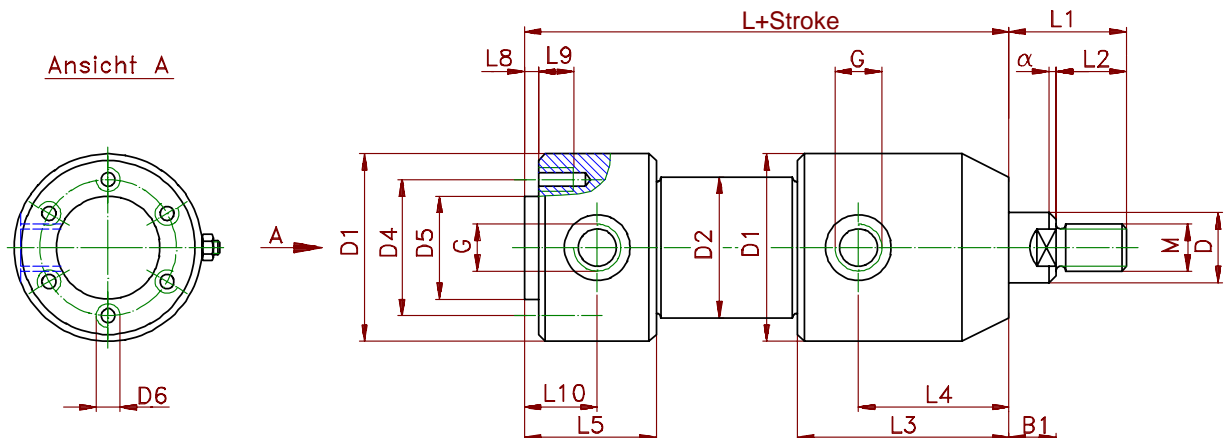 L+Stroke
L1
Ansicht A
L8
L9
G
α
L2
A
D1
D4
D5
G
D2
D1
M
D
D6
L10
L4
L5
L3
B1